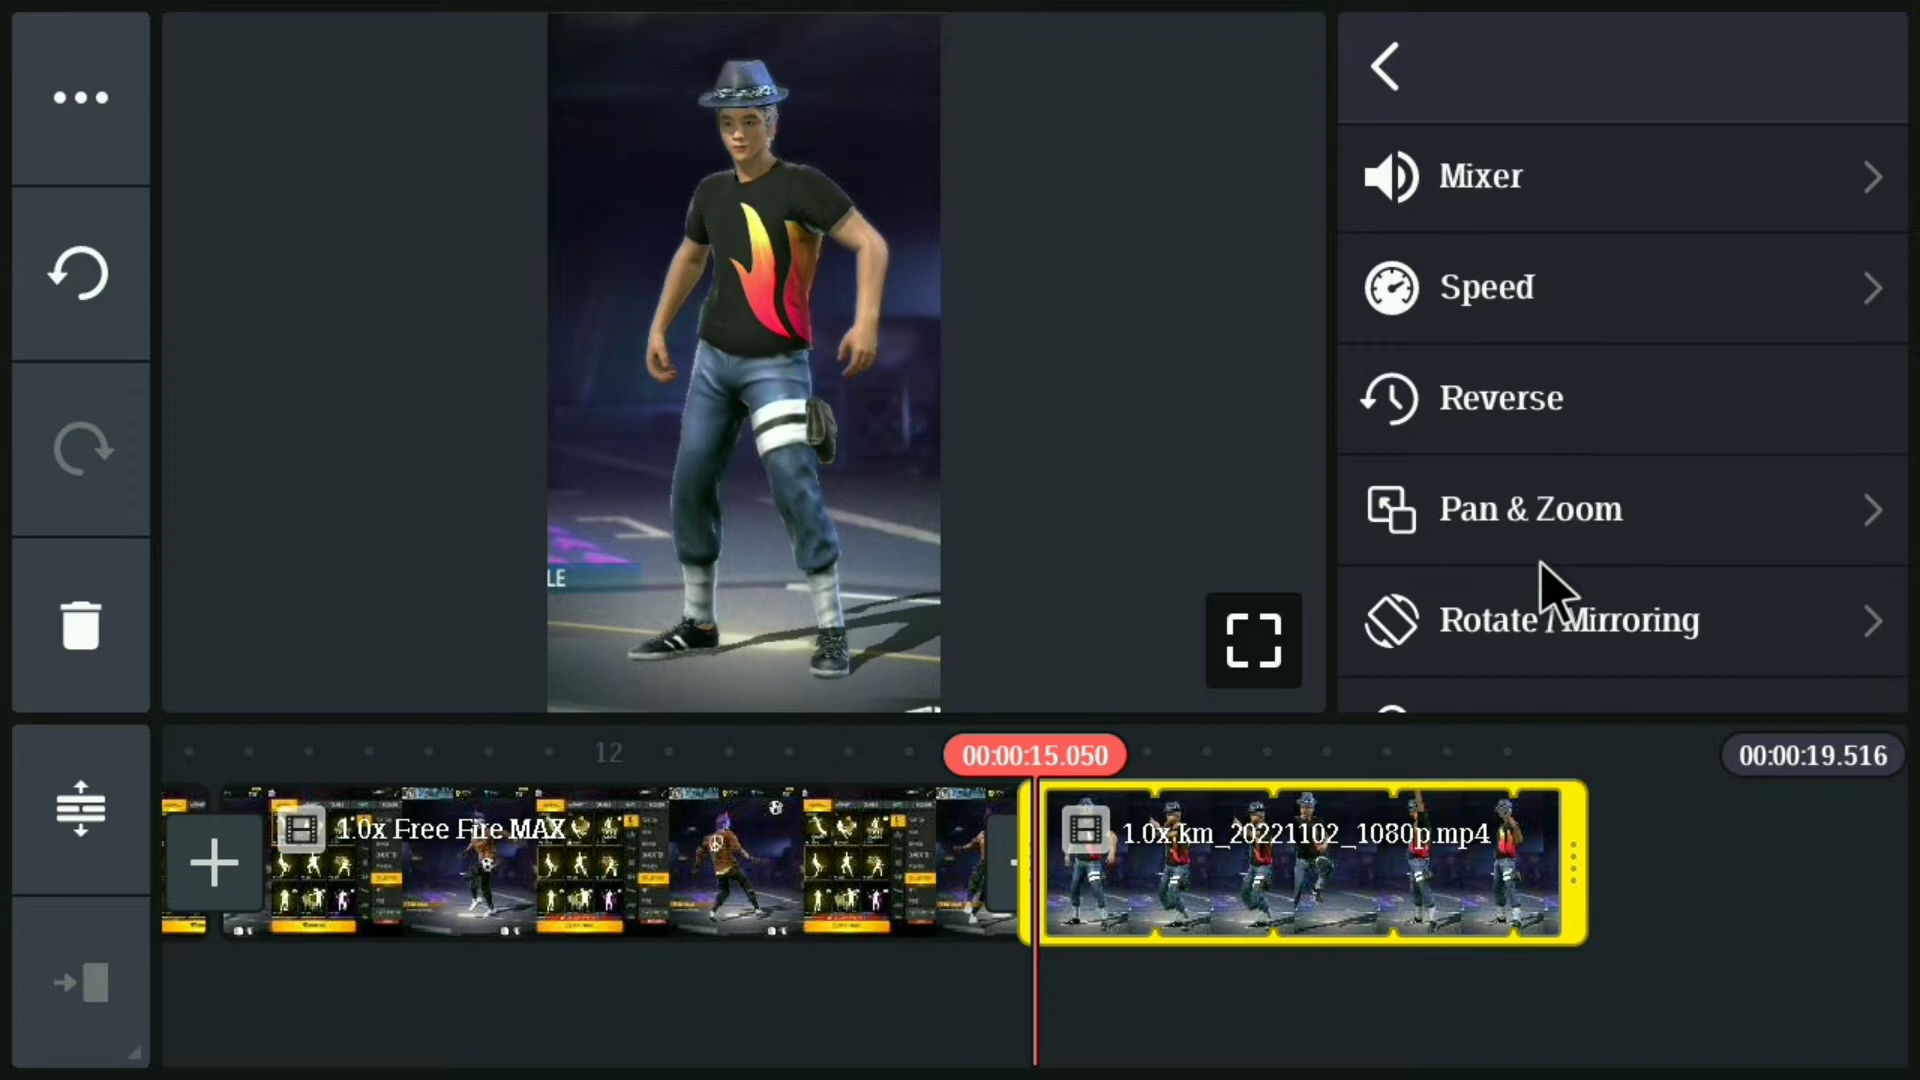 Mixer
Speed
Reverse
Pan & Zoom
Rotate / Mirroring
LE
12
00:00:15.050
00:00:19.516
1.0x Free Fire MAX
1.0x km_20221102_1080p.mp4